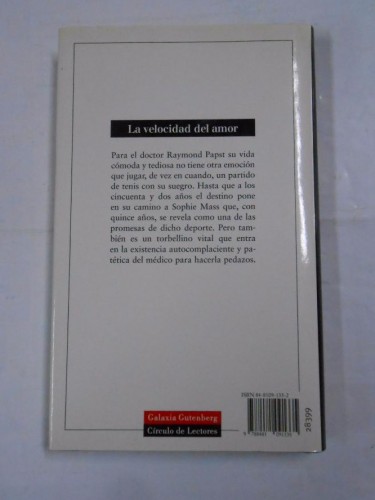 La velocidad del amor
Para el doctor Raymond Papst su vida
cómoda y tediosa no tiene otra emoción
que jugar, de vez en cuando, un partido
de tenis con su suegro. Hasta que a los
cincuenta y dos años el destino pone
en su camino a Sophie Mass que, con
quince años, se revela como una de las
promesas de dicho deporte. Pero tam-
bién es un torbellino vital que entra
en la existencia autocomplaciente y pa-
tética del médico para hacerla pedazos.
Galaxia Gutenberg
Círculo de Lectores
28399